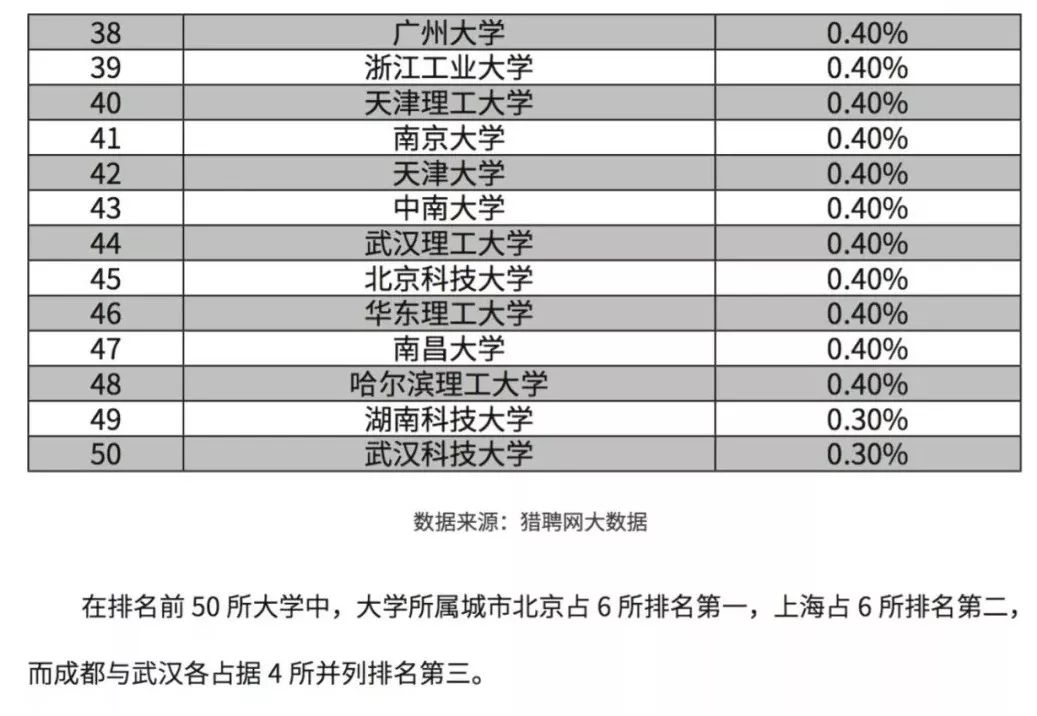 38 广州大学 0.40%
39 浙江工业大学 0.40%
40 天津理工大学 0.40%
41 南京大学 0.40%
42 天津大学 0.40%
43 中南大学 0.40%
44 武汉理工大学 0.40%
45 北京科技大学 0.40%
46 华东理工大学 0.40%
47 南昌大学 0.40%
48 哈尔滨理工大学 0.40%
49 湖南科技大学 0.30%
50 武汉科技大学 0.30%
数据来源：猎聘网大数据
在排名前 50 所大学中，大学所属城市北京占 6 所排名第一，上海占 6 所排名第二，
而成都与武汉各占据 4 所并列排名第三。